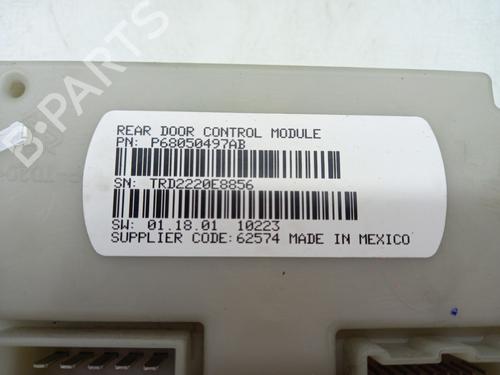 REAR DOOR CONTROL MODULE
PN: P68050497AB
SN: TRD2220E8856
SW: 01.18.01 10223
SUPPLIER CODE: 62574 MADE IN MEXICO